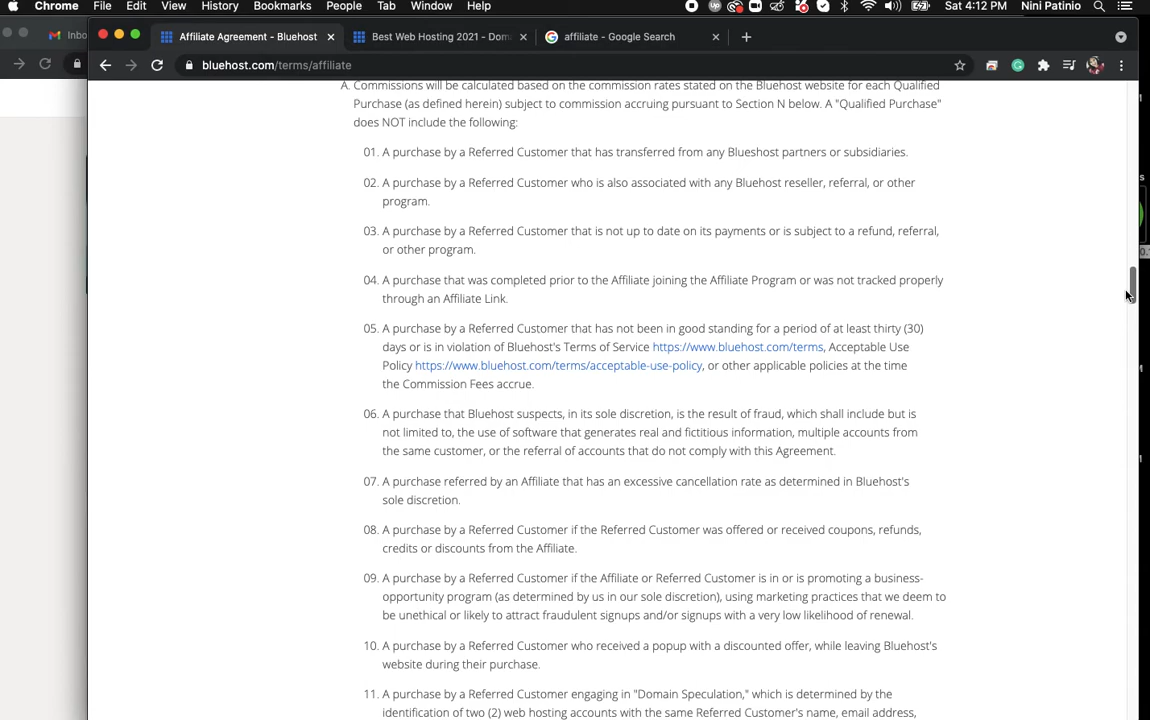 Chrome File Edit View History Bookmarks People Tab Window Help Sat 4:12 PM Nini Patinio
Inbo Affiliate Agreement - Bluehost Best Web Hosting 2021 - Dom affiliate - Google Search
bluehost.com/terms/affiliate
A. Commissions will be calculated based on the commission rates stated on the Bluehost website for each Qualified
Purchase (as defined herein) subject to commission accruing pursuant to Section N below. A "Qualified Purchase"
does NOT include the following:
01. A purchase by a Referred Customer that has transferred from any Blueshost partners or subsidiaries.
02. A purchase by a Referred Customer who is also associated with any Bluehost reseller, referral, or other
program.
03. A purchase by a Referred Customer that is not up to date on its payments or is subject to a refund, referral,
or other program.
04. A purchase that was completed prior to the Affiliate joining the Affiliate Program or was not tracked properly
through an Affiliate Link.
05. A purchase by a Referred Customer that has not been in good standing for a period of at least thirty (30)
days or is in violation of Bluehost's Terms of Service https://www.bluehost.com/terms, Acceptable Use
Policy https://www.bluehost.com/terms/acceptable-use-policy, or other applicable policies at the time
the Commission Fees accrue.
06. A purchase that Bluehost suspects, in its sole discretion, is the result of fraud, which shall include but is
not limited to, the use of software that generates real and fictitious information, multiple accounts from
the same customer, or the referral of accounts that do not comply with this Agreement.
07. A purchase referred by an Affiliate that has an excessive cancellation rate as determined in Bluehost's
sole discretion.
08. A purchase by a Referred Customer if the Referred Customer was offered or received coupons, refunds,
credits or discounts from the Affiliate.
09. A purchase by a Referred Customer if the Affiliate or Referred Customer is in or is promoting a business-
opportunity program (as determined by us in our sole discretion), using marketing practices that we deem to
be unethical or likely to attract fraudulent signups and/or signups with a very low likelihood of renewal.
10. A purchase by a Referred Customer who received a popup with a discounted offer, while leaving Bluehost's
website during their purchase.
11. A purchase by a Referred Customer engaging in "Domain Speculation," which is determined by the
identification of two (2) web hosting accounts with the same Referred Customer's name, email address,